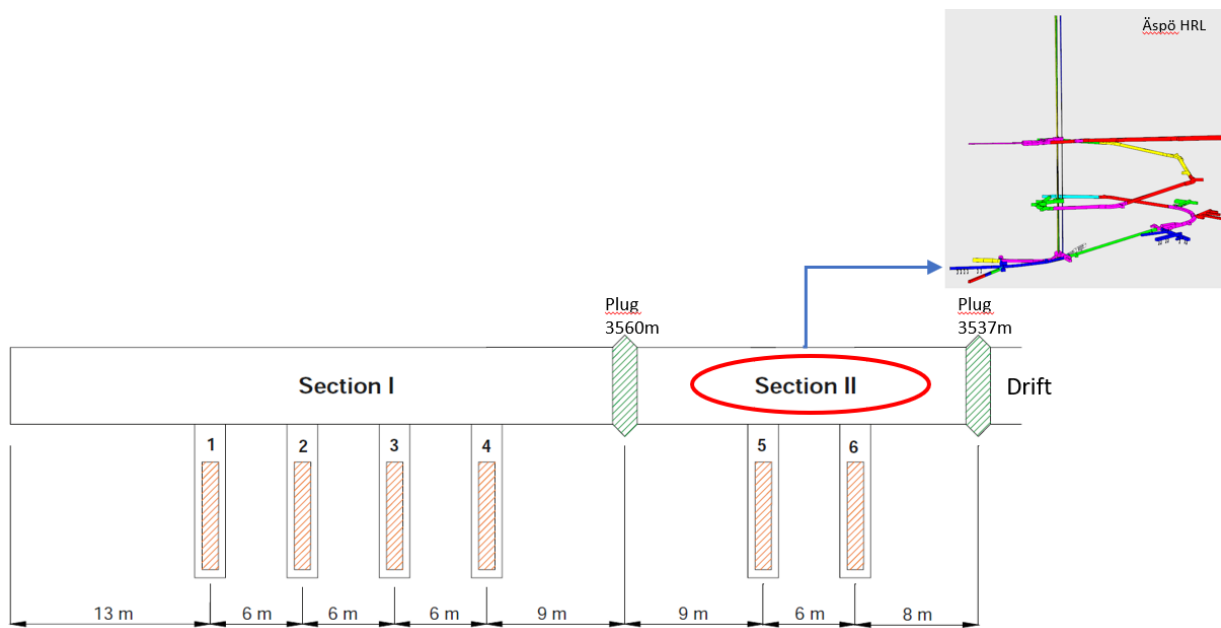 Äspö HRL
Plug
3560m
Plug
3537m
Section I
Section II
Drift
1
2
3
4
5
6
13 m
6 m
6 m
6 m
9 m
9 m
6 m
8 m